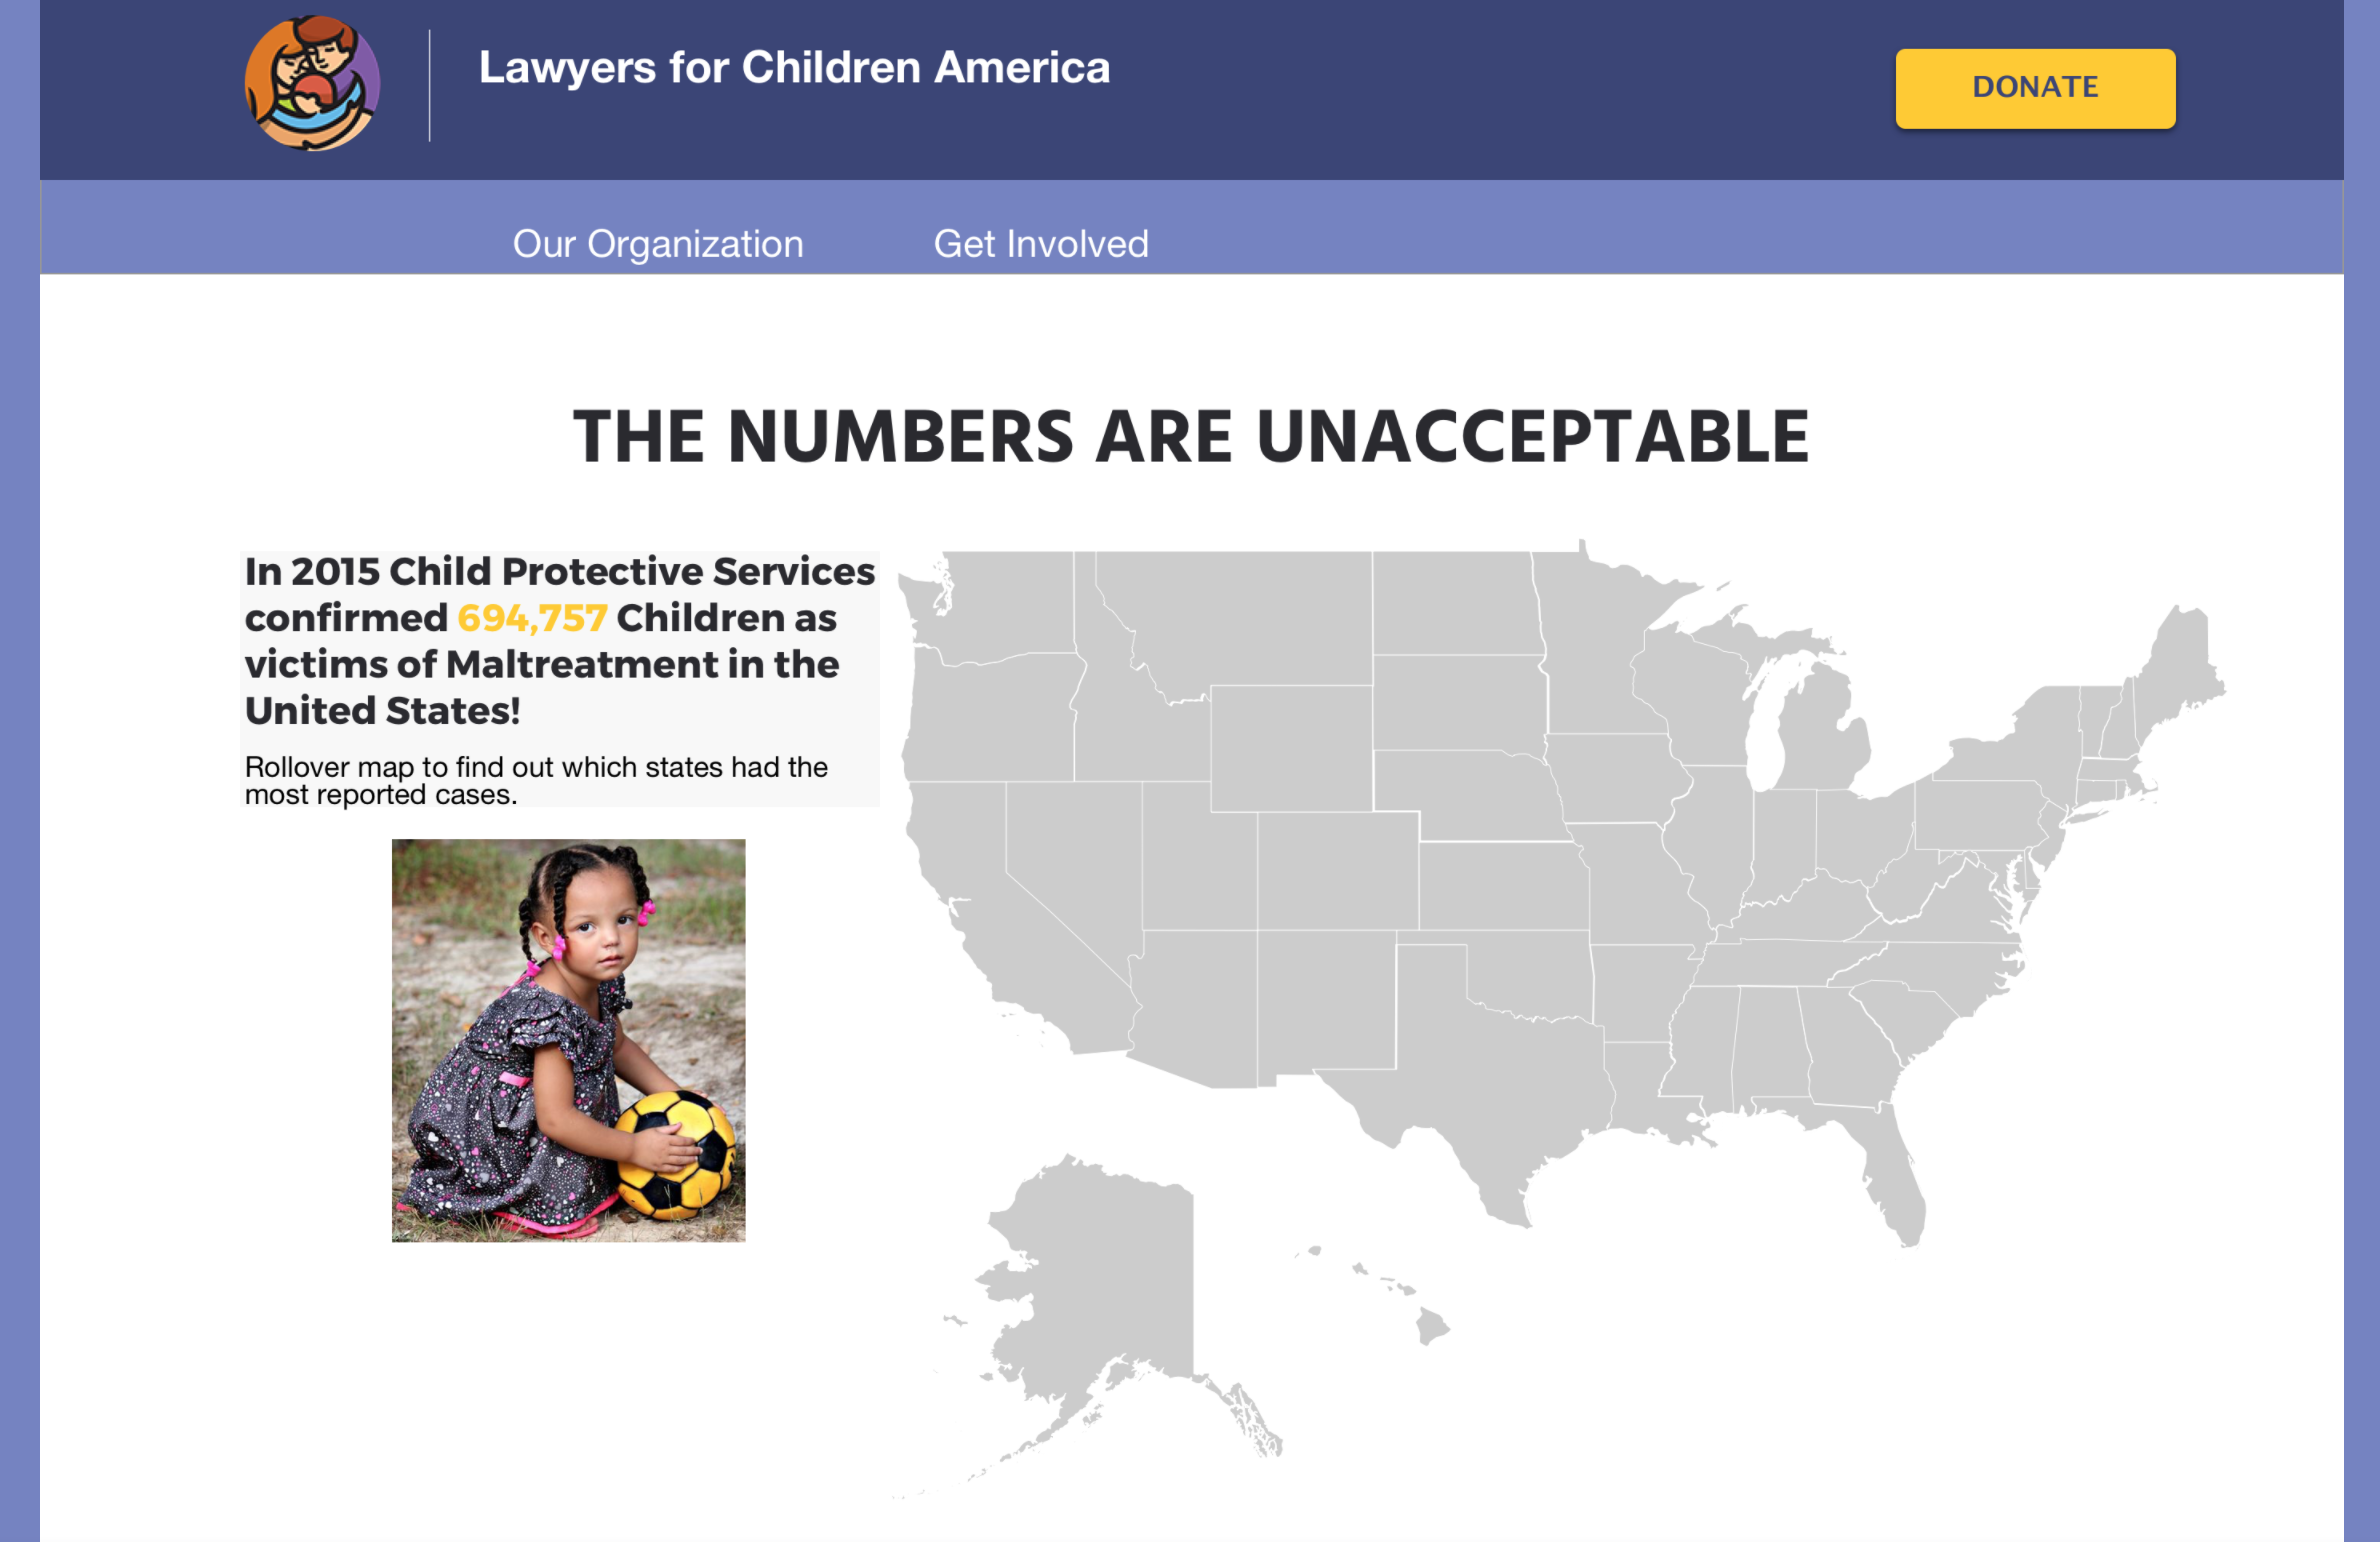 Lawyers for Children America
DONATE
Our Organization
Get Involved
THE NUMBERS ARE UNACCEPTABLE
In 2015 Child Protective Services
confirmed 694,757 Children as
victims of Maltreatment in the
United States!
Rollover map to find out which states had the
most reported cases.